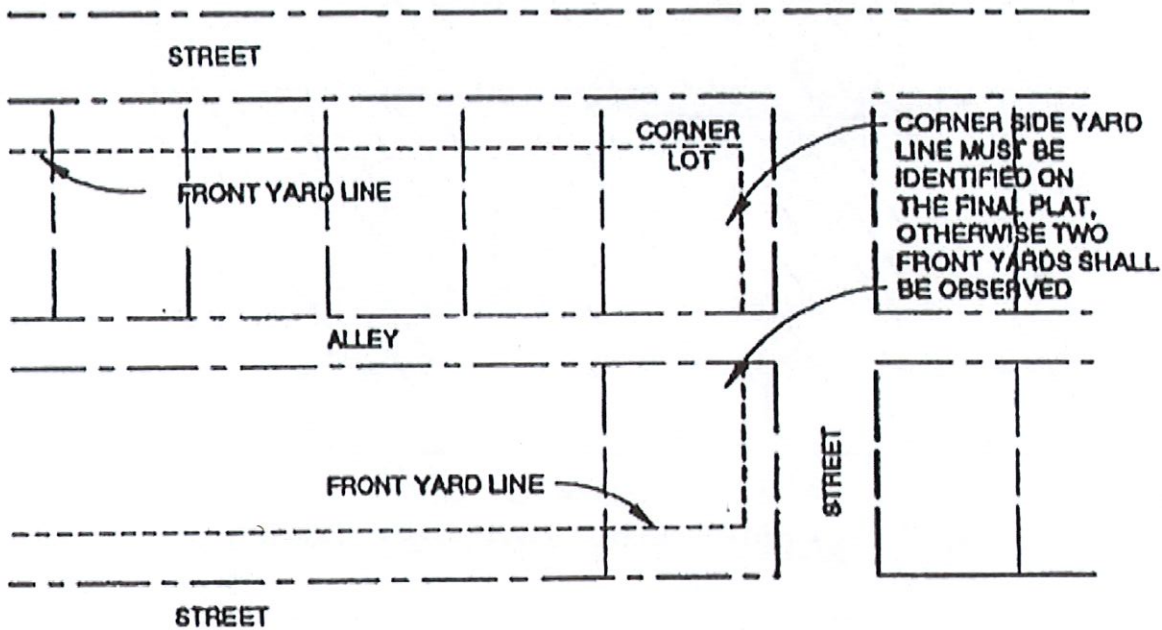 STREET
CORNER
LOT
FRONT YARD LINE
CORNER SIDE YARD
LINE MUST BE
IDENTIFIED ON
THE FINAL PLAT,
OTHERWISE TWO
FRONT YARDS SHALL
BE OBSERVED
ALLEY
FRONT YARD LINE
STREET
STREET